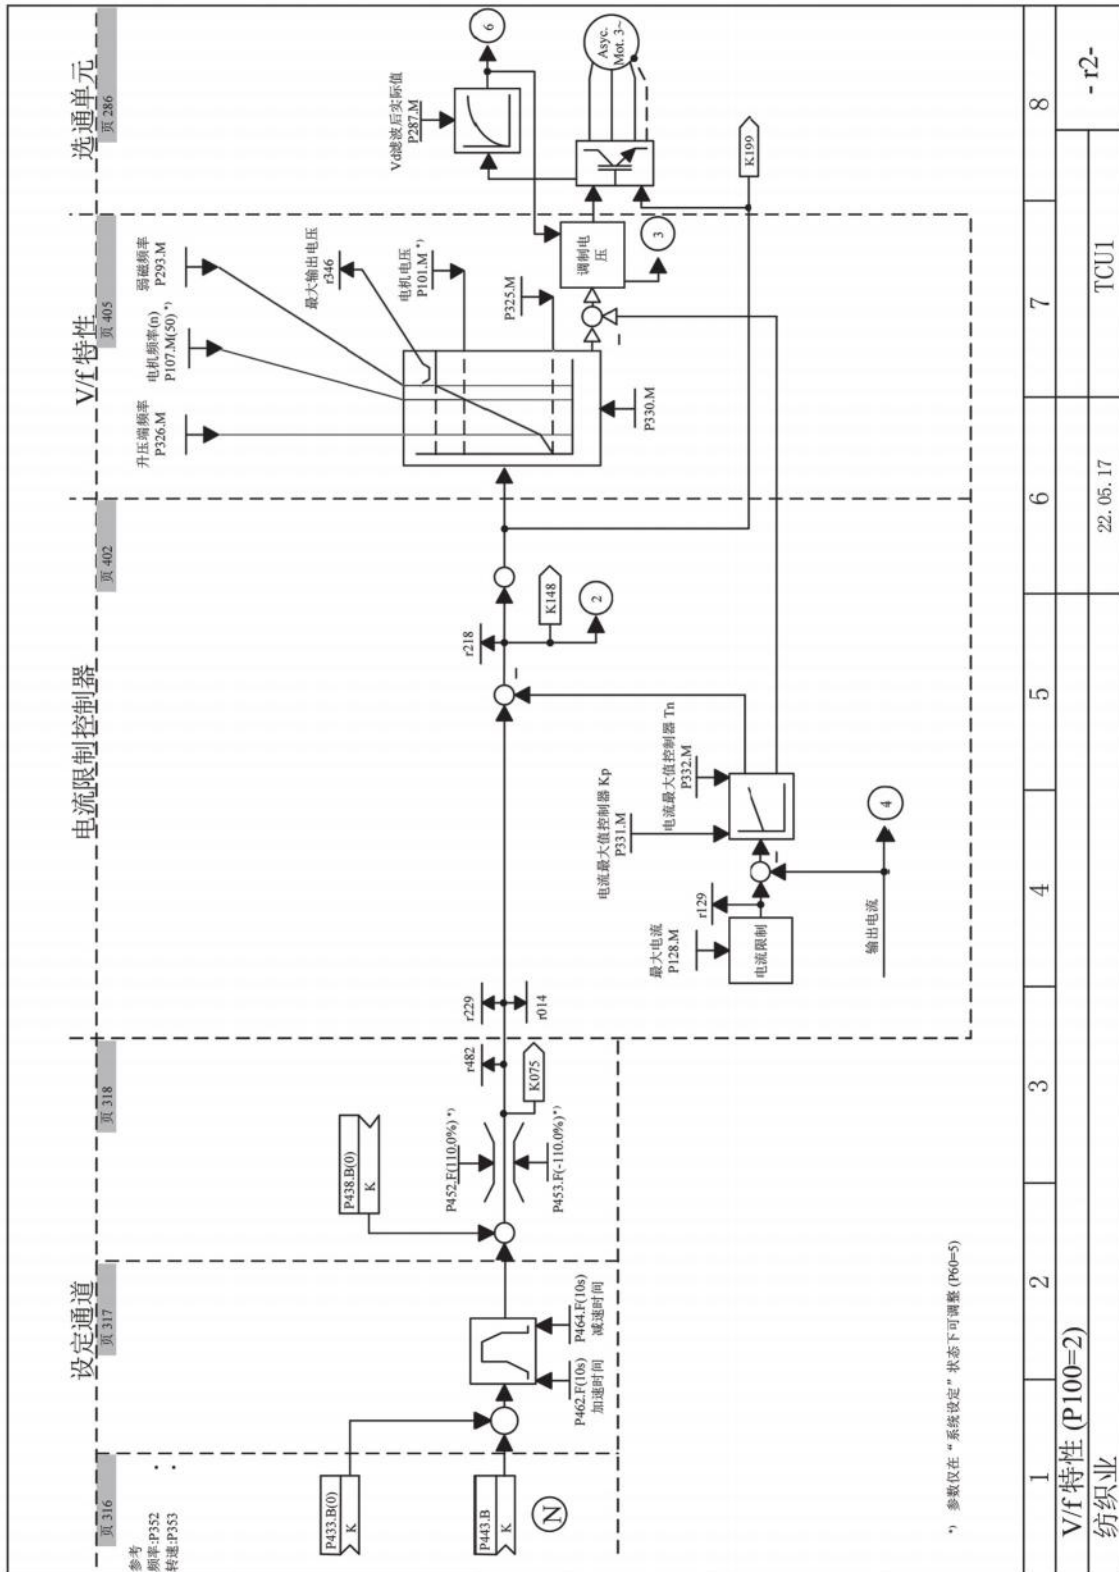 设定通道
电流限制控制器
V/f 特性
选通单元
页 316
页 317
页 318
页 402
页 405
页 286
参考
频率:P352
转速:P353
P433.B(0)
K
P443.B
K
N
P462.F(10s)
加速时间
P464.F(10s)
减速时间
P438.B(0)
K
P452.F(110.0%) *)
P453.F(-110.0%) *)
K075
r482
r229
r014
最大电流
P128.M
r129
电流限制
电流最大值控制器 Kp
P331.M
电流最大值控制器 Tn
P332.M
输出电流
4
r218
K148
2
升压端频率
P326.M
电机频率(n)
P107.M(50) *)
弱磁频率
P293.M
最大输出电压
r346
电机电压
P101.M *)
P325.M
P330.M
调制电
压
3
Vd滤波后实际值
P287.M
6
Asyc.
Mot. 3~
K199
*) 参数仅在“系统设定”状态下可调整 (P60=5)
1 2 3 4 5 6 7 8
V/f 特性 (P100=2)
纺织业
22. 05. 17
TCU1
- r2-